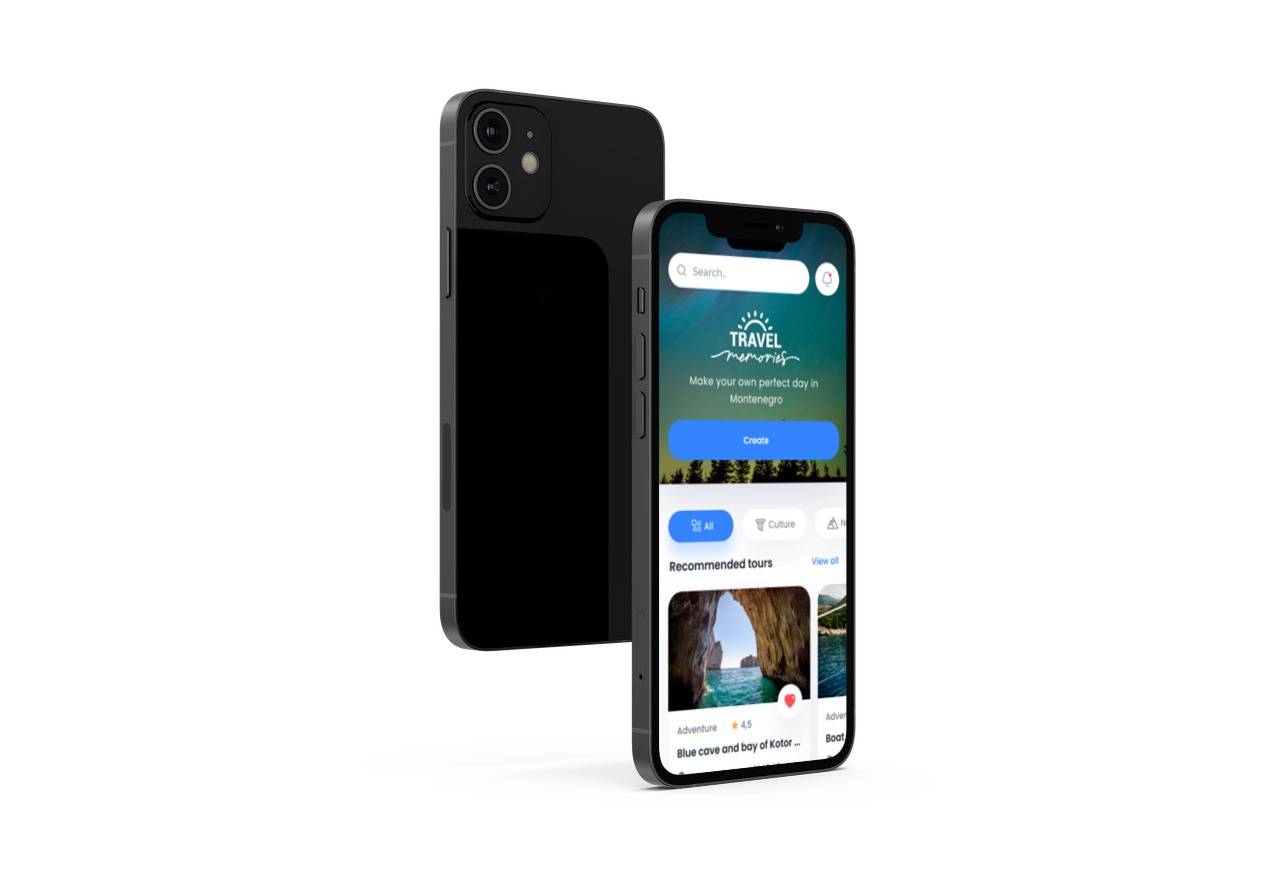 Search..
TRAVEL
memories
Make your own perfect day in
Montenegro
Create
All
Culture
Recommended tours
View all
Adventure
4,5
Blue cave and bay of Kotor ...
Boat